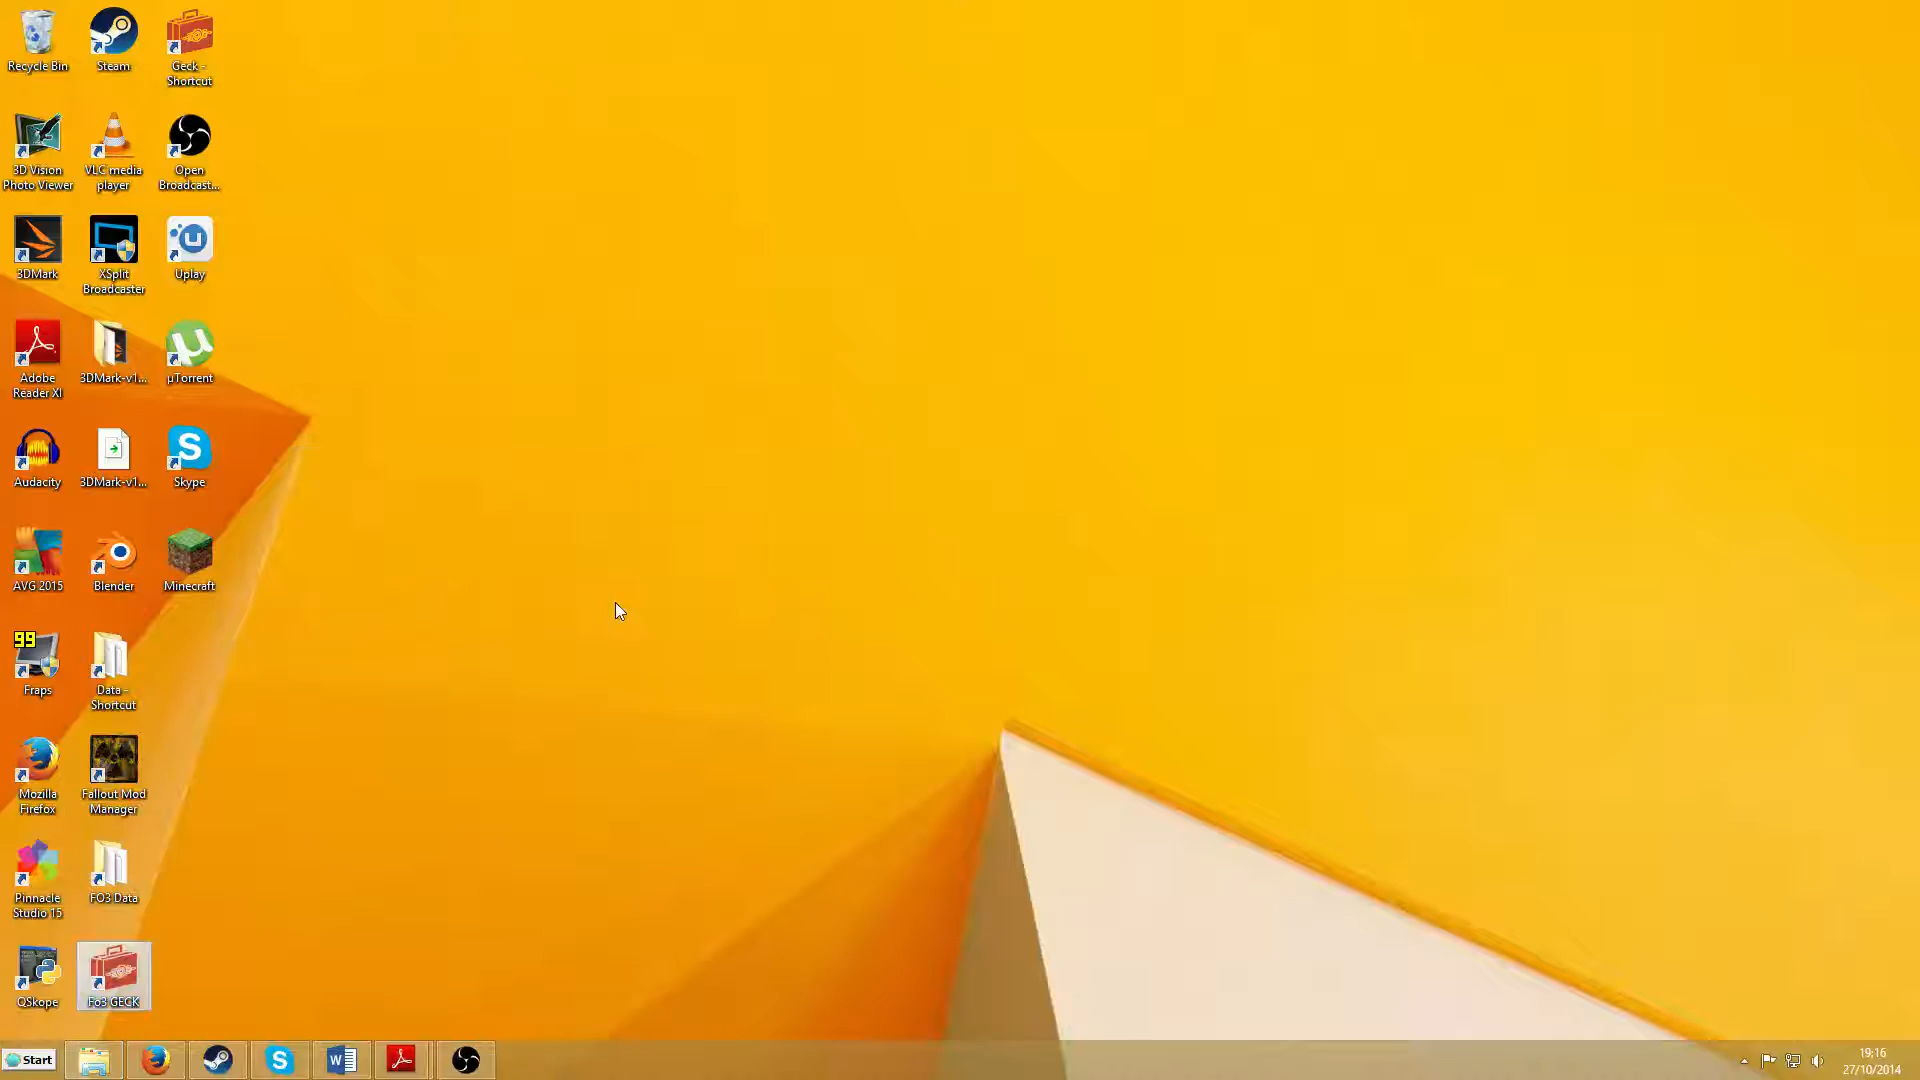 Recycle Bin
Steam
Geck -
Shortcut
3D Vision
Photo Viewer
VLC media
player
Open
Broadcast...
3DMark
XSplit
Broadcaster
Uplay
Adobe
Reader XI
3DMark-v1...
µTorrent
Audacity
3DMark-v1...
Skype
AVG 2015
Blender
Minecraft
99
Fraps
Data -
Shortcut
Mozilla
Firefox
Fallout Mod
Manager
Pinnacle
Studio 15
FO3 Data
QSkope
Fo3 GECK
Start
19:16
27/10/2014